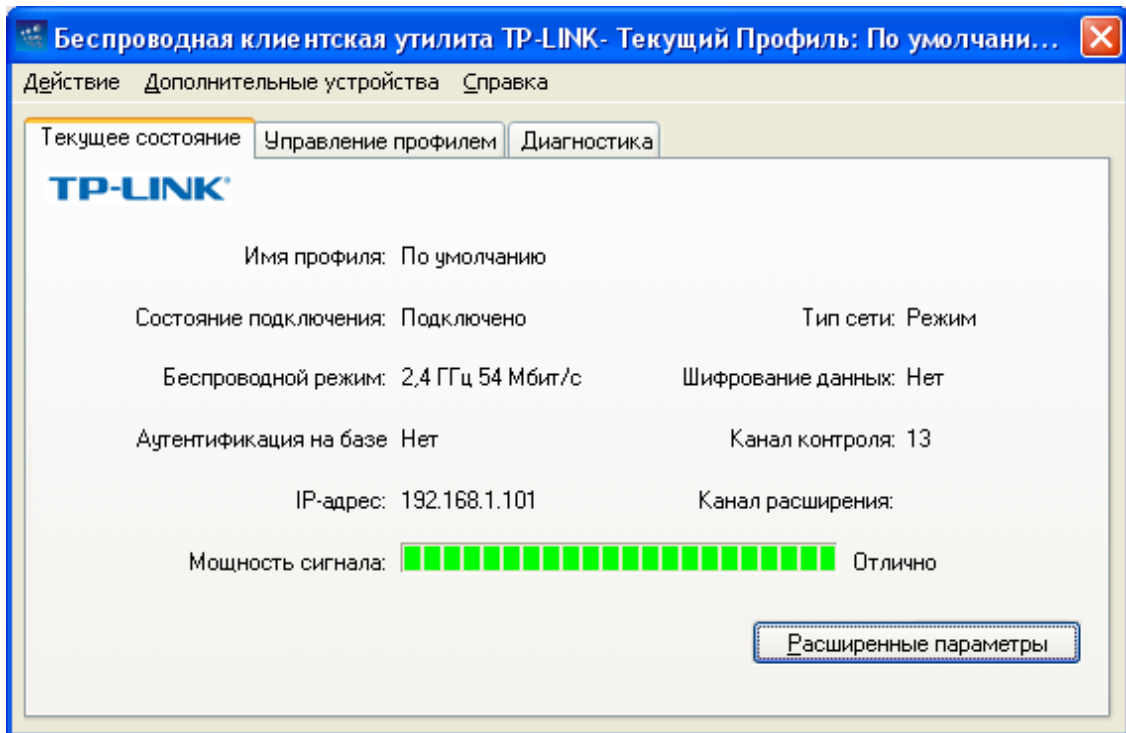 Беспроводная клиентская утилита TP-LINK- Текущий Профиль: По умолчани...
Действие Дополнительные устройства Справка
Текущее состояние Управление профилем Диагностика
TP-LINK®
Имя профиля: По умолчанию
Состояние подключения: Подключено Тип сети: Режим
Беспроводной режим: 2,4 ГГц 54 Мбит/с Шифрование данных: Нет
Аутентификация на базе Нет Канал контроля: 13
IP-адрес: 192.168.1.101 Канал расширения:
Мощность сигнала: Отлично
Расширенные параметры